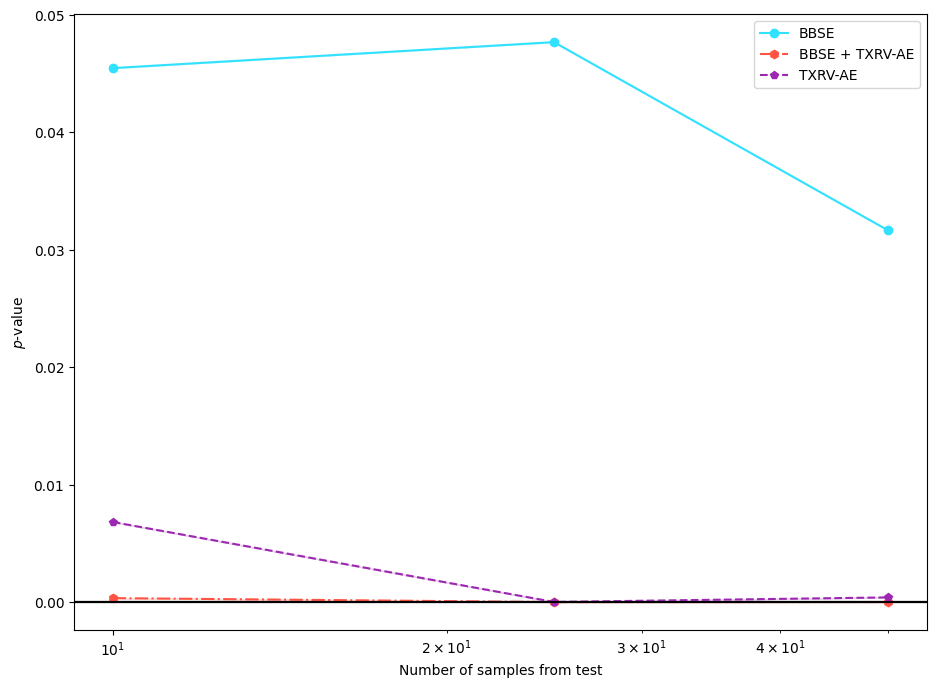 0.05
0.04
0.03
0.02
0.01
0.00
p-value
BBSE
BBSE + TXRV-AE
TXRV-AE
10¹
2 × 10¹
3 × 10¹
4 × 10¹
Number of samples from test